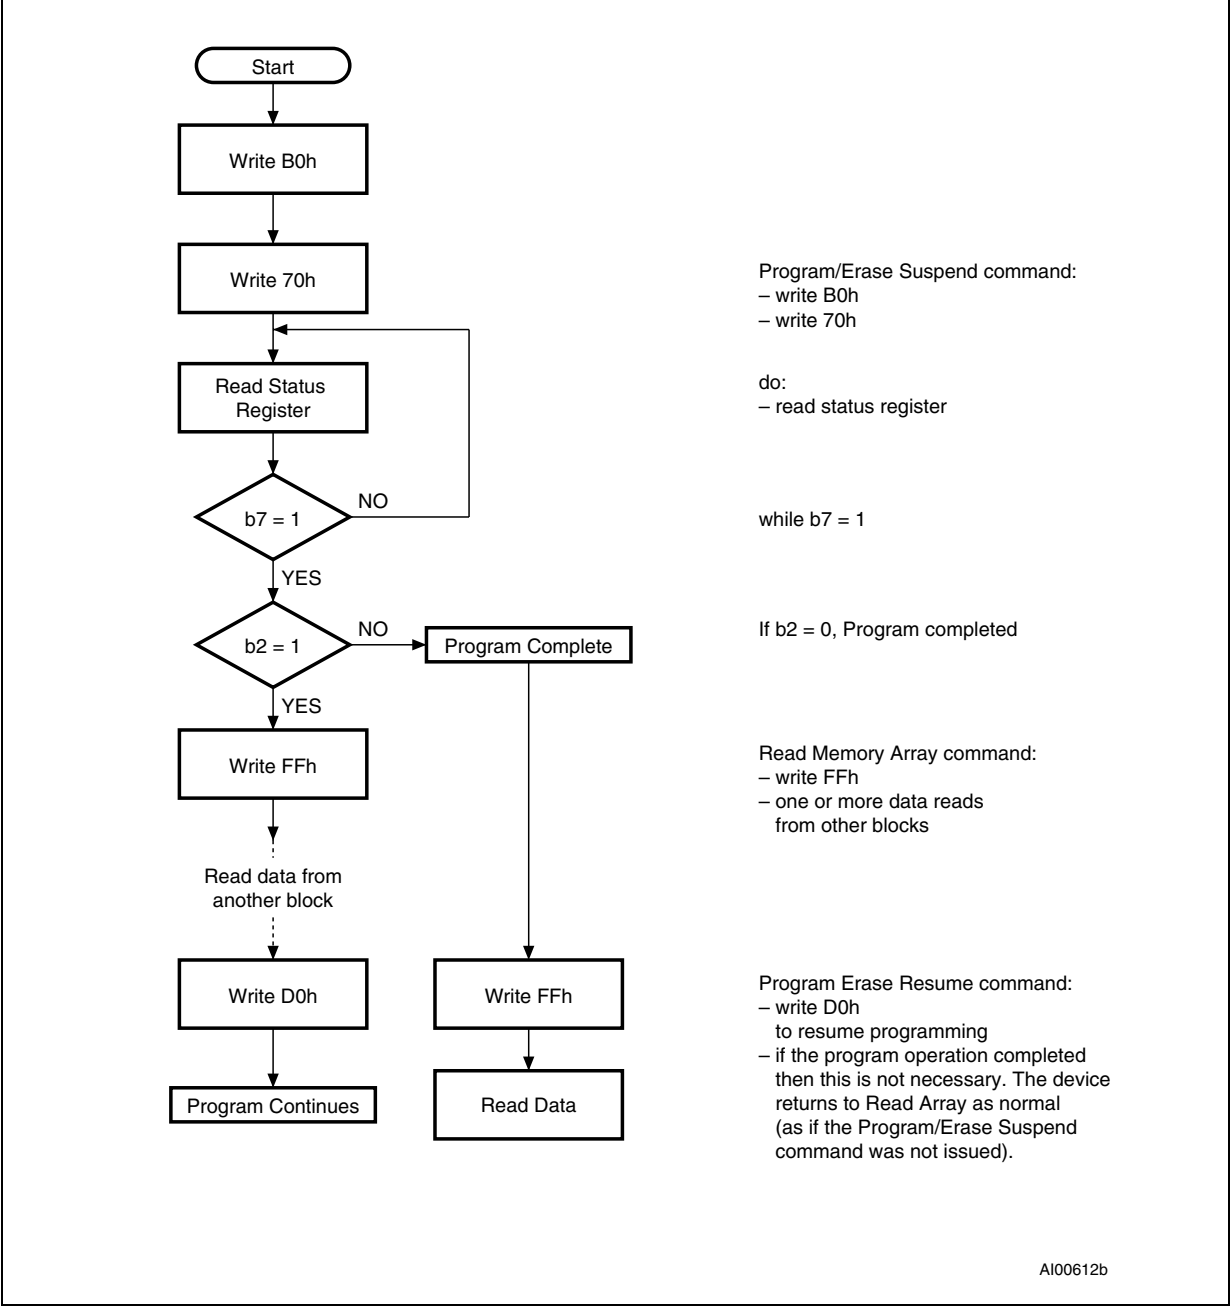 Start
Write B0h
Write 70h
Program/Erase Suspend command:
– write B0h
– write 70h
Read Status
Register
do:
– read status register
NO
b7 = 1
while b7 = 1
YES
NO
b2 = 1
Program Complete
If b2 = 0, Program completed
YES
Write FFh
Read Memory Array command:
– write FFh
– one or more data reads
from other blocks
Read data from
another block
Write D0h
Write FFh
Program Erase Resume command:
– write D0h
to resume programming
– if the program operation completed
then this is not necessary. The device
returns to Read Array as normal
(as if the Program/Erase Suspend
command was not issued).
Program Continues
Read Data
AI00612b